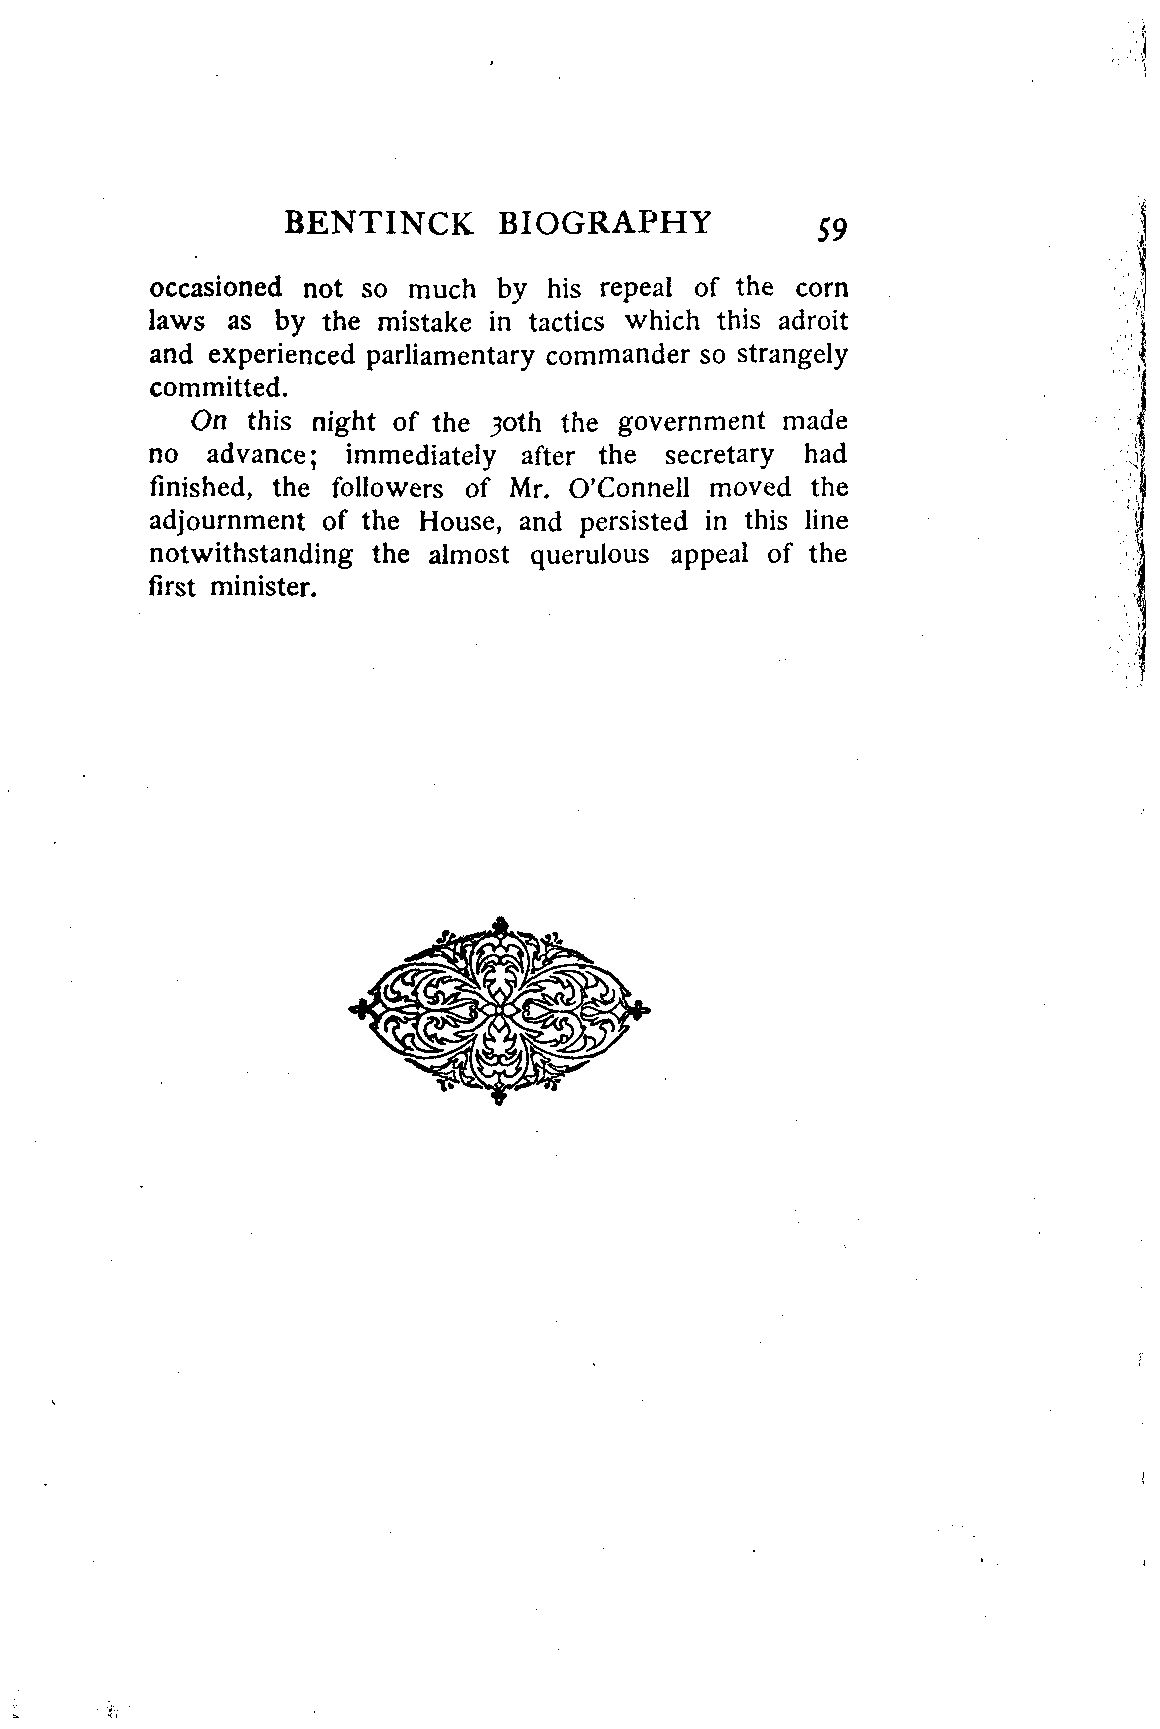 BENTINCK BIOGRAPHY 59
occasioned not so much by his repeal of the corn
laws as by the mistake in tactics which this adroit
and experienced parliamentary commander so strangely
committed.
On this night of the 30th the government made
no advance; immediately after the secretary had
finished, the followers of Mr. O'Connell moved the
adjournment of the House, and persisted in this line
notwithstanding the almost querulous appeal of the
first minister.